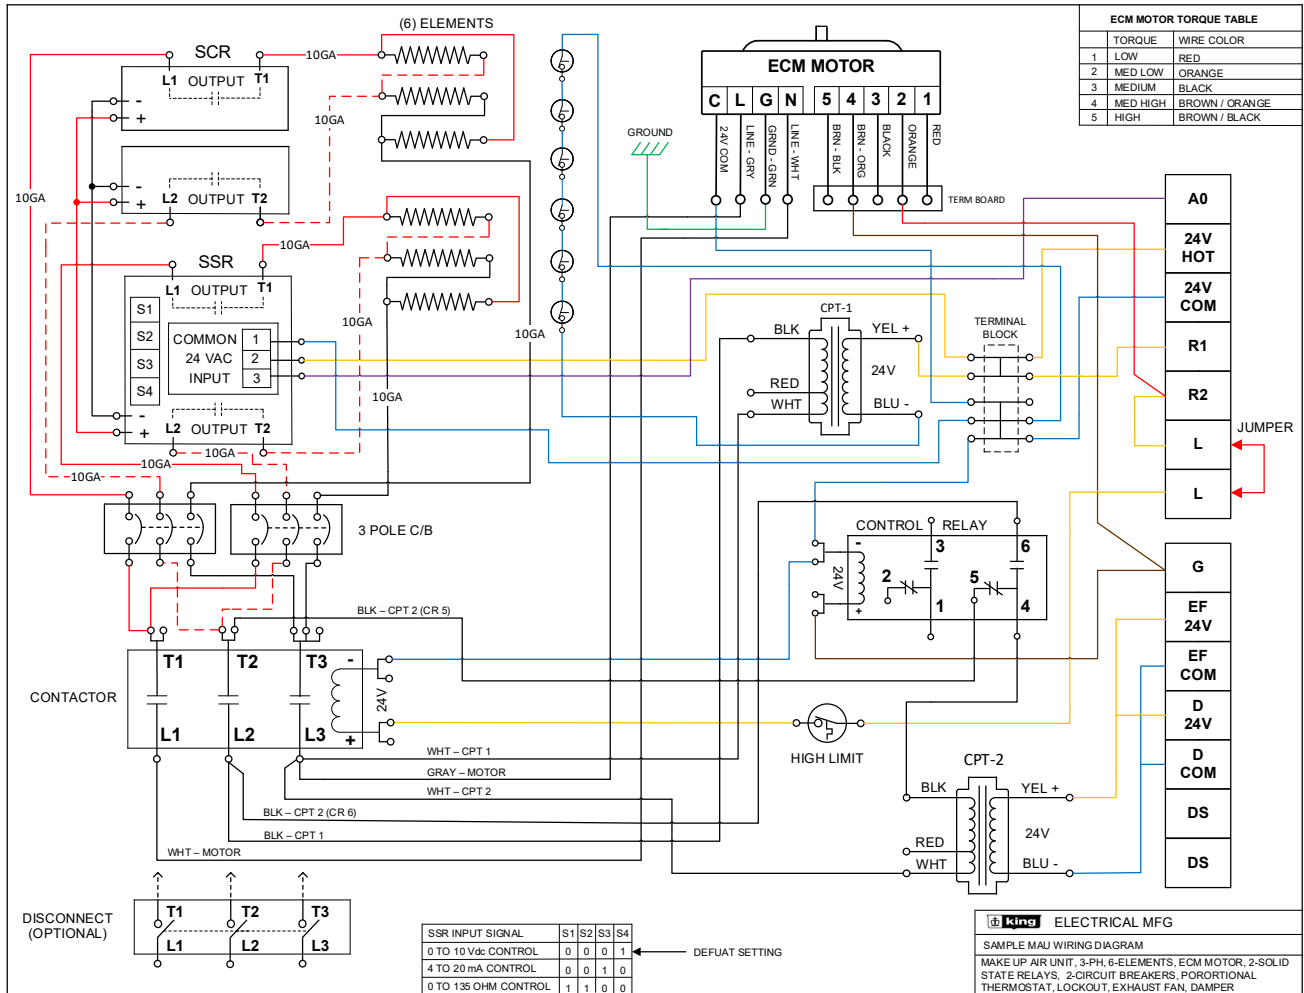 (6) ELEMENTS
SCR
L1 OUTPUT T1
10GA
-
+
10GA
L2 OUTPUT T2
-
+
10GA
10GA
SSR
L1 OUTPUT T1
S1
S2
S3
S4
COMMON 1
24 VAC 2
INPUT 3
10GA
10GA
10GA
-
+
L2 OUTPUT T2
10GA
10GA
10GA
3 POLE C/B
GROUND
ECM MOTOR
C L G N 5 4 3 2 1
24V COM
LINE - GRY
GRND - GRN
LINE - WHT
BRN - BLK
BRN - ORG
BLACK
ORANGE
RED
TERM BOARD
ECM MOTOR TORQUE TABLE
TORQUE WIRE COLOR
1 LOW RED
2 MED LOW ORANGE
3 MEDIUM BLACK
4 MED HIGH BROWN / ORANGE
5 HIGH BROWN / BLACK
CPT-1
BLK YEL +
RED 24V
WHT BLU -
TERMINAL
BLOCK
A0
24V
HOT
24V
COM
R1
R2
L
L
JUMPER
G
EF
24V
EF
COM
D
24V
D
COM
DS
DS
CONTROL RELAY
-
24V
+
3
6
2
5
1
4
BLK – CPT 2 (CR 5)
CONTACTOR
T1 T2 T3
-
24V
+
L1 L2 L3
HIGH LIMIT
WHT – CPT 1
GRAY – MOTOR
WHT – CPT 2
BLK – CPT 2 (CR 6)
BLK – CPT 1
WHT – MOTOR
CPT-2
BLK YEL +
24V
RED
WHT BLU -
DISCONNECT
(OPTIONAL)
T1 T2 T3
L1 L2 L3
SSR INPUT SIGNAL S1 S2 S3 S4
0 TO 10 Vdc CONTROL 0 0 0 1
4 TO 20 mA CONTROL 0 0 1 0
0 TO 135 OHM CONTROL 1 1 0 0
DEFUAT SETTING
king ELECTRICAL MFG
SAMPLE MAU WIRING DIAGRAM
MAKE UP AIR UNIT, 3-PH, 6-ELEMENTS, ECM MOTOR, 2-SOLID
STATE RELAYS, 2-CIRCUIT BREAKERS, PORORTIONAL
THERMOSTAT, LOCKOUT, EXHAUST FAN, DAMPER